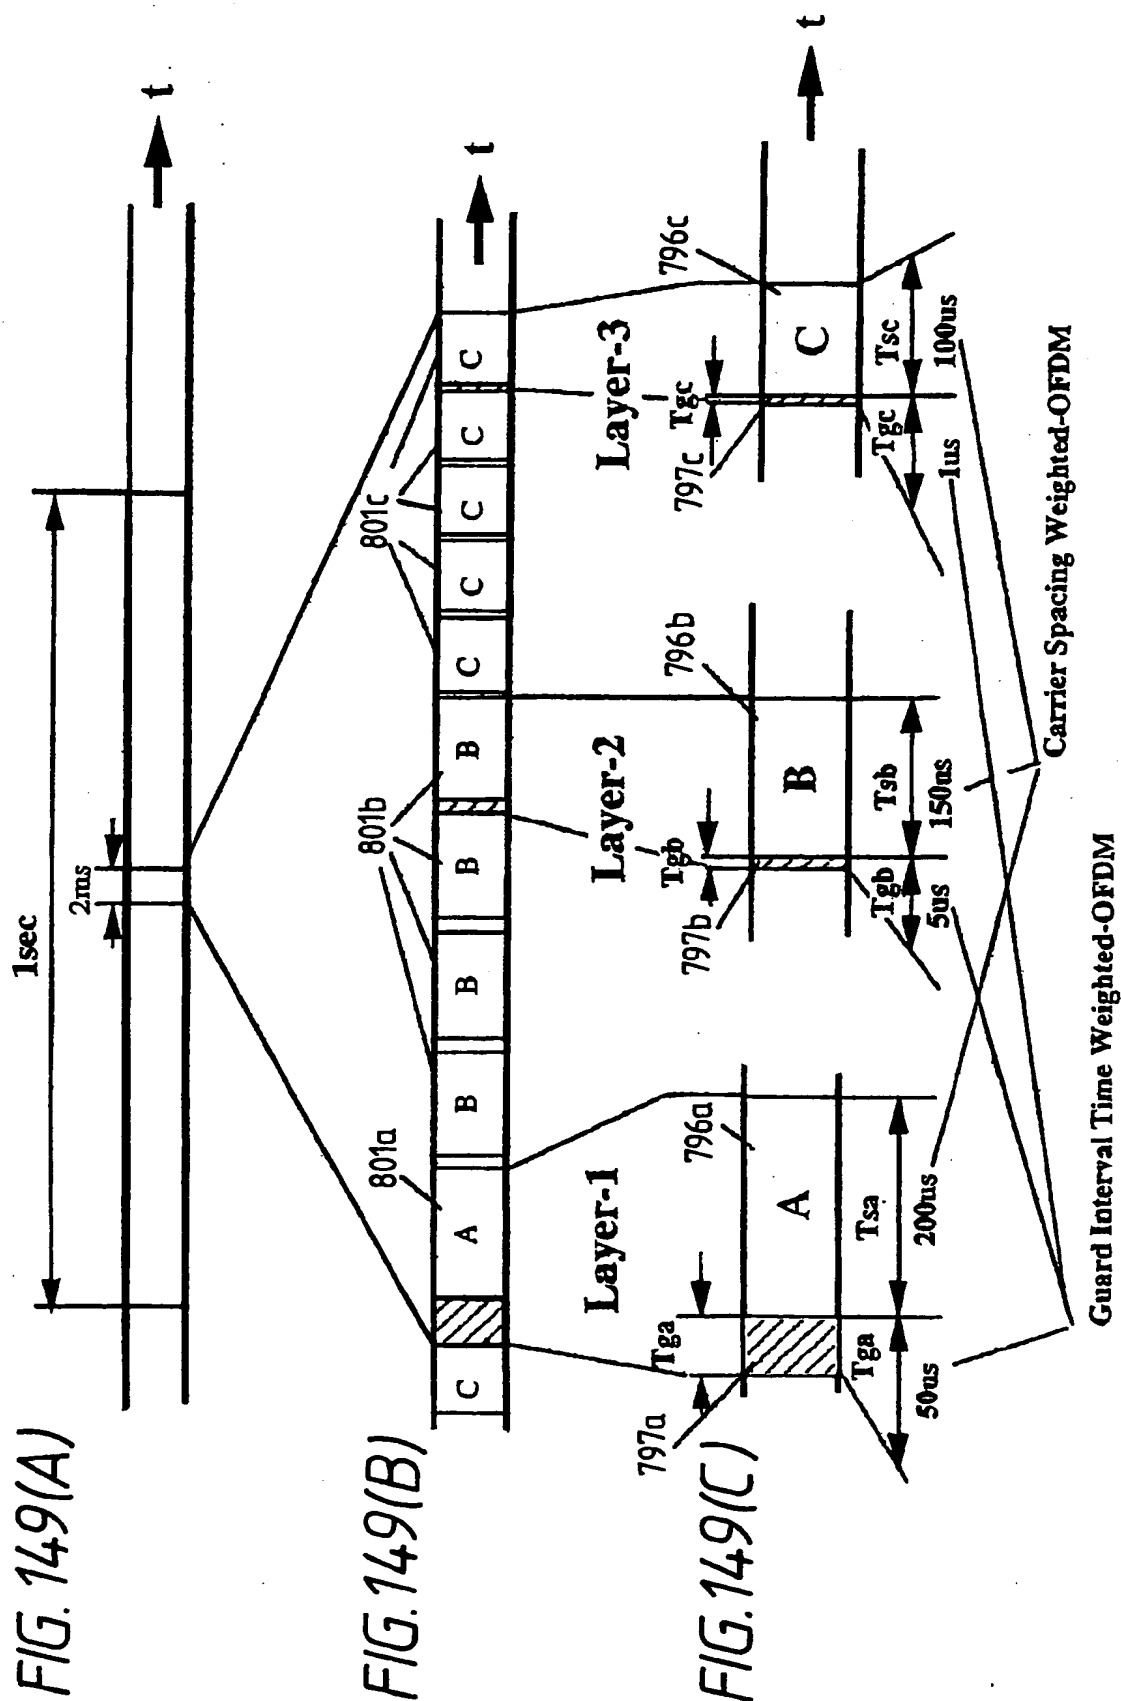 FIG. 149(A)
1sec
2ms
t
FIG. 149(B)
C
A
B
B
B
B
C
C
C
C
C
t
801a
801b
801c
Layer-1
Layer-2
Layer-3
FIG. 149(C)
797a
Tga
796a
A
Tga
Tsa
50us
200us
797b
Tgb
796b
B
Tgb
Tsb
5us
150us
797c
Tgc
796c
C
t
Tgc
Tsc
1us
100us
Carrier Spacing Weighted-OFDM
Guard Interval Time Weighted-OFDM